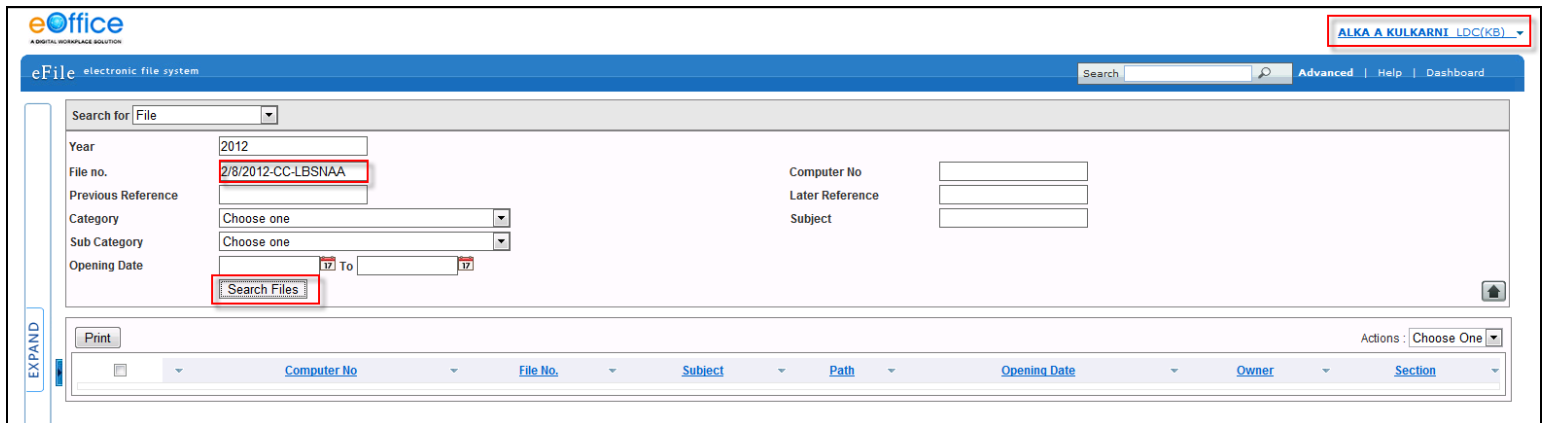 eOffice
A DIGITAL WORKPLACE SOLUTION
ALKA A KULKARNI LDC(KB)
eFile electronic file system
Search
Advanced | Help | Dashboard
Search for File
Year 2012
File no. 2/8/2012-CC-LBSNAA Computer No
Previous Reference Later Reference
Category Choose one Subject
Sub Category Choose one
Opening Date 17 To 17
Search Files
EXPAND
Print Actions : Choose One
Computer No File No. Subject Path Opening Date Owner Section